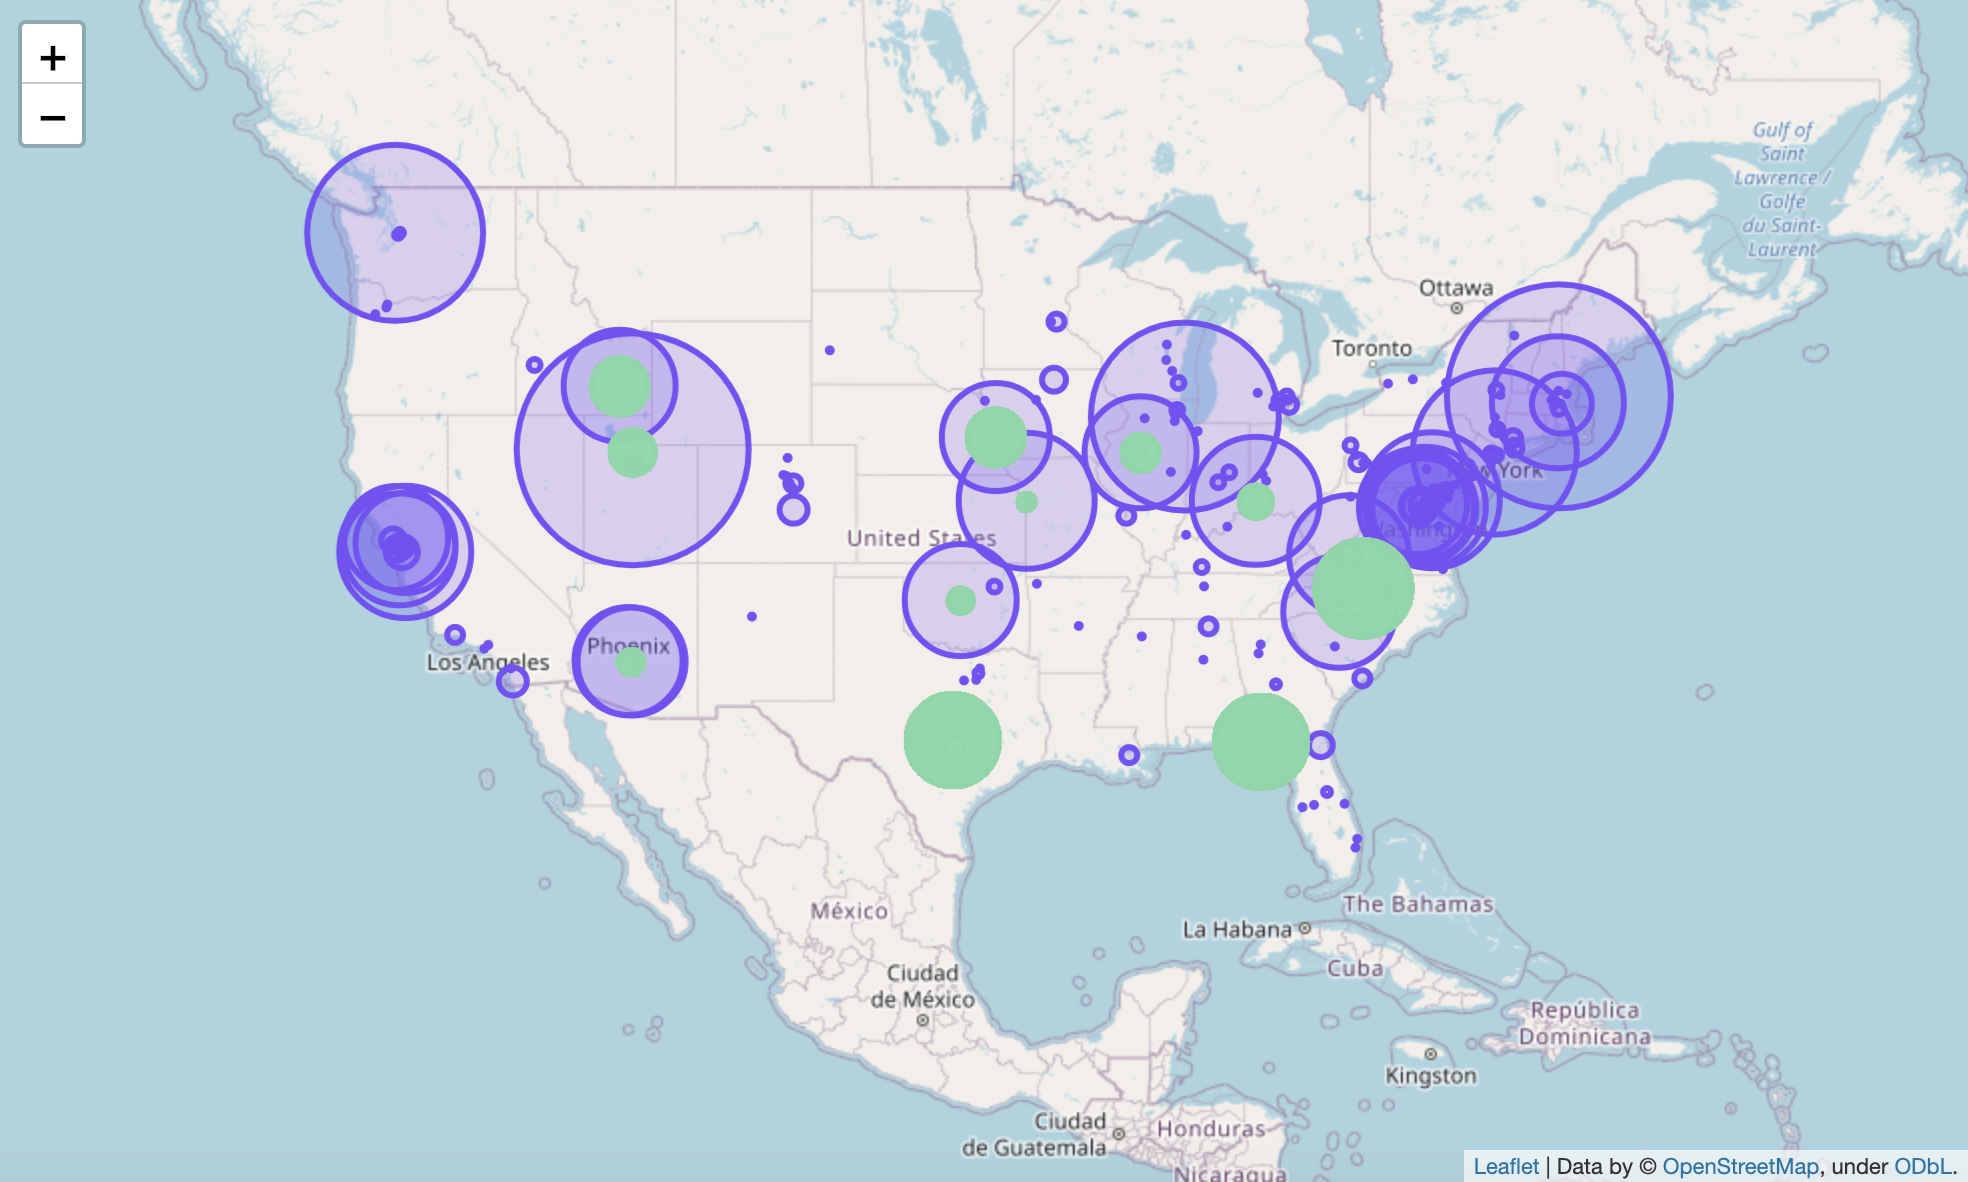 +
−
Gulf of
Saint
Lawrence /
Golfe
du Saint-
Laurent
Ottawa
Toronto
York
United States
Phoenix
Los Angeles
México
The Bahamas
La Habana
Cuba
Ciudad
de México
República
Dominicana
Kingston
Ciudad
de Guatemala
Honduras
Nicaragua
Leaflet | Data by © OpenStreetMap, under ODbL.